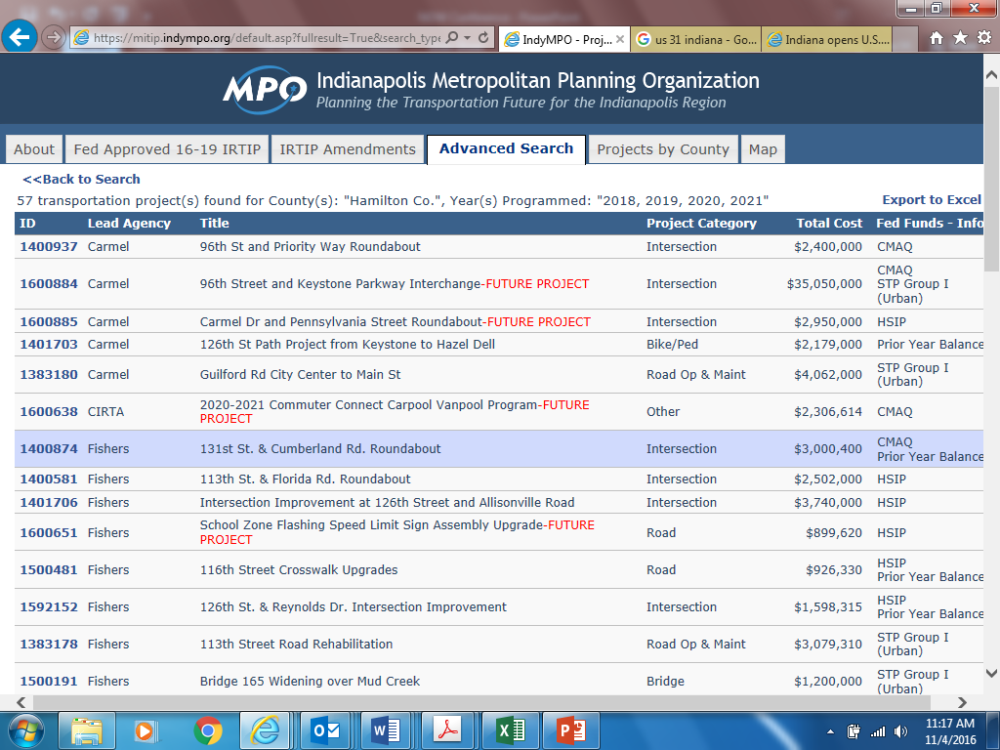 https://mitip.indympo.org/default.asp?fullresult=True&search_type
IndyMPO - Proj...
us 31 indiana - Go...
Indiana opens U.S....
MPO
Indianapolis Metropolitan Planning Organization
Planning the Transportation Future for the Indianapolis Region
About
Fed Approved 16-19 IRTIP
IRTIP Amendments
Advanced Search
Projects by County
Map
<<Back to Search
57 transportation project(s) found for County(s): "Hamilton Co.", Year(s) Programmed: "2018, 2019, 2020, 2021"
Export to Excel
ID Lead Agency Title Project Category Total Cost Fed Funds - Info
1400937 Carmel 96th St and Priority Way Roundabout Intersection $2,400,000 CMAQ
1600884 Carmel 96th Street and Keystone Parkway Interchange-FUTURE PROJECT Intersection $35,050,000 CMAQ
STP Group I
(Urban)
1600885 Carmel Carmel Dr and Pennsylvania Street Roundabout-FUTURE PROJECT Intersection $2,950,000 HSIP
1401703 Carmel 126th St Path Project from Keystone to Hazel Dell Bike/Ped $2,179,000 Prior Year Balance
1383180 Carmel Guilford Rd City Center to Main St Road Op & Maint $4,062,000 STP Group I
(Urban)
1600638 CIRTA 2020-2021 Commuter Connect Carpool Vanpool Program-FUTURE
PROJECT Other $2,306,614 CMAQ
1400874 Fishers 131st St. & Cumberland Rd. Roundabout Intersection $3,000,400 CMAQ
Prior Year Balance
1400581 Fishers 113th St. & Florida Rd. Roundabout Intersection $2,502,000 HSIP
1401706 Fishers Intersection Improvement at 126th Street and Allisonville Road Intersection $3,740,000 HSIP
1600651 Fishers School Zone Flashing Speed Limit Sign Assembly Upgrade-FUTURE
PROJECT Road $899,620 HSIP
1500481 Fishers 116th Street Crosswalk Upgrades Road $926,330 HSIP
Prior Year Balance
1592152 Fishers 126th St. & Reynolds Dr. Intersection Improvement Intersection $1,598,315 HSIP
Prior Year Balance
1383178 Fishers 113th Street Road Rehabilitation Road Op & Maint $3,079,310 STP Group I
(Urban)
1500191 Fishers Bridge 165 Widening over Mud Creek Bridge $1,200,000 STP Group I
(Urban)
11:17 AM
11/4/2016